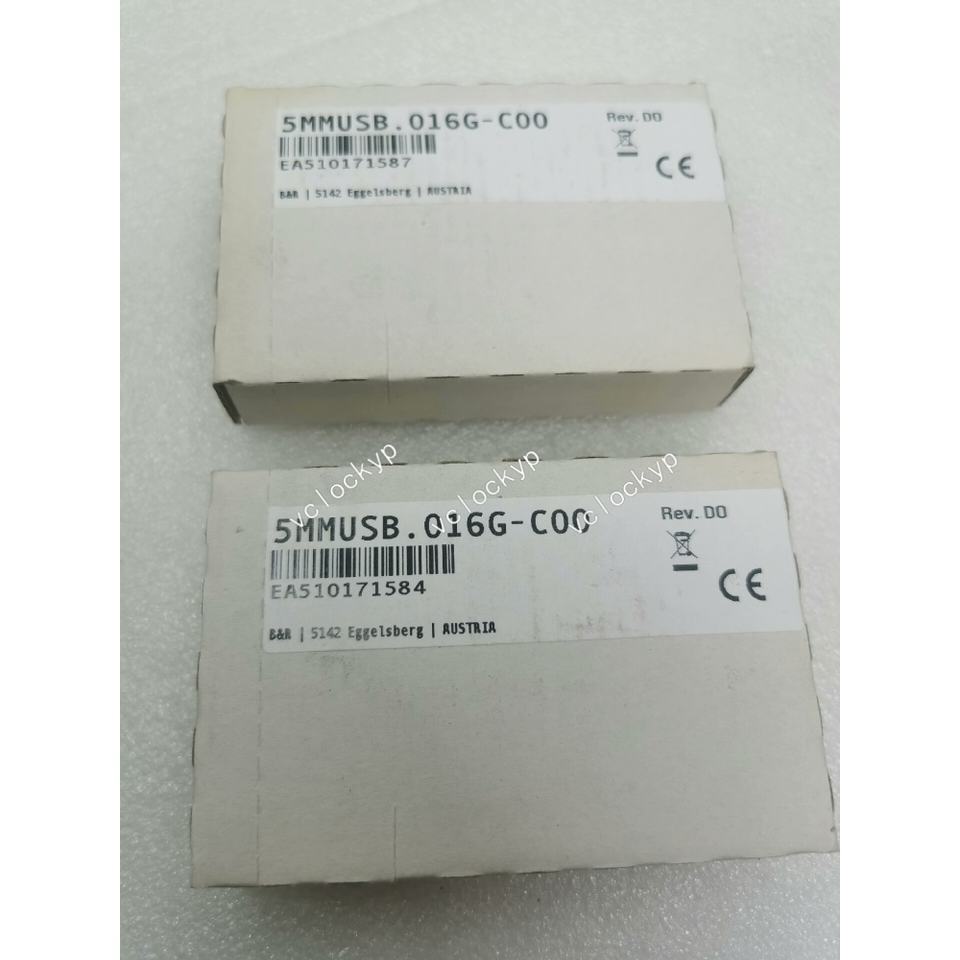 5MMUSB.016G-C00
Rev. D0
EA510171587
CE
B&R | 5142 Eggelsberg | AUSTRIA
vclockyp vclockyp vclockyp
5MMUSB.016G-C00
Rev. D0
EA510171584
CE
B&R | 5142 Eggelsberg | AUSTRIA